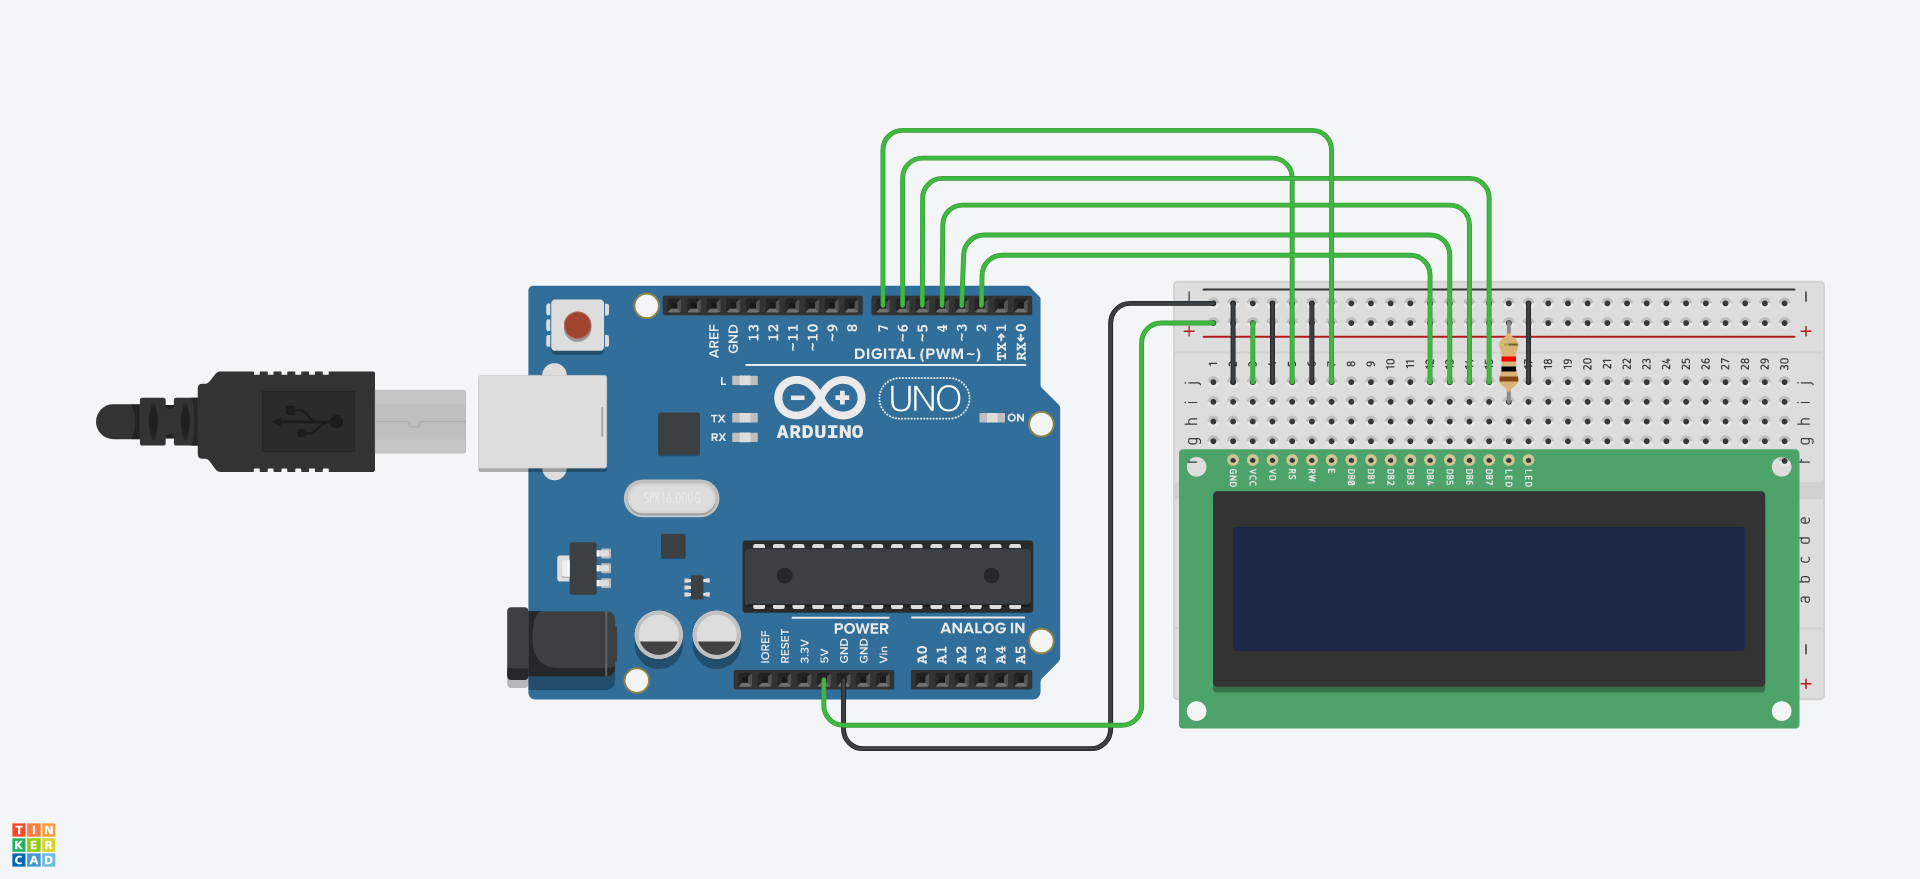 AREF
GND
13
12
~11
~10
~9
8
7
~6
~5
4
~3
2
TX→1
RX←0
DIGITAL (PWM ~)
L
TX
RX
ARDUINO
UNO
ON
SPK16.000G
POWER
ANALOG IN
IOREF
RESET
3.3V
5V
GND
GND
Vin
A0
A1
A2
A3
A4
A5
− −
+ +
1 8 9 10 11 18 19 20 21 22 23 24 25 26 27 28 29 30
j j
i i
h h
g g
GND
VCC
VO
RS
RW
E
DB0
DB1
DB2
DB3
DB4
DB5
DB6
DB7
LED
LED
e
d
c
b
a
−
+
TIN
KER
CAD